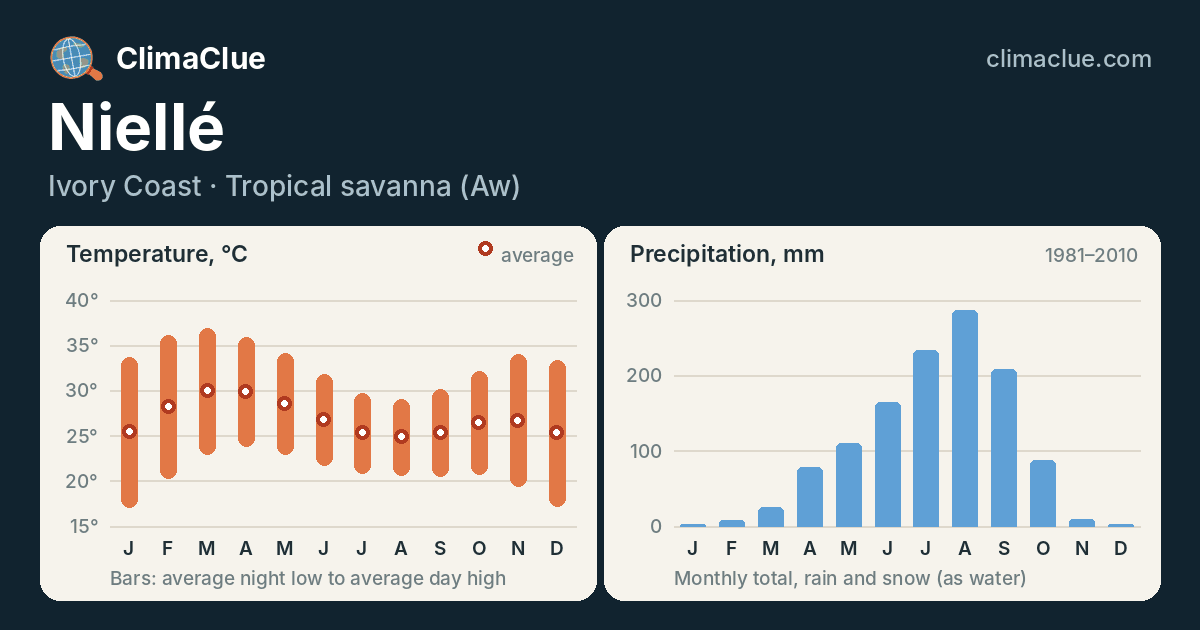 ClimaClue
climaclue.com
Niellé
Ivory Coast · Tropical savanna (Aw)
Temperature, °C
average
40°
35°
30°
25°
20°
15°
J F M A M J J A S O N D
Bars: average night low to average day high
Precipitation, mm
1981–2010
300
200
100
0
J F M A M J J A S O N D
Monthly total, rain and snow (as water)